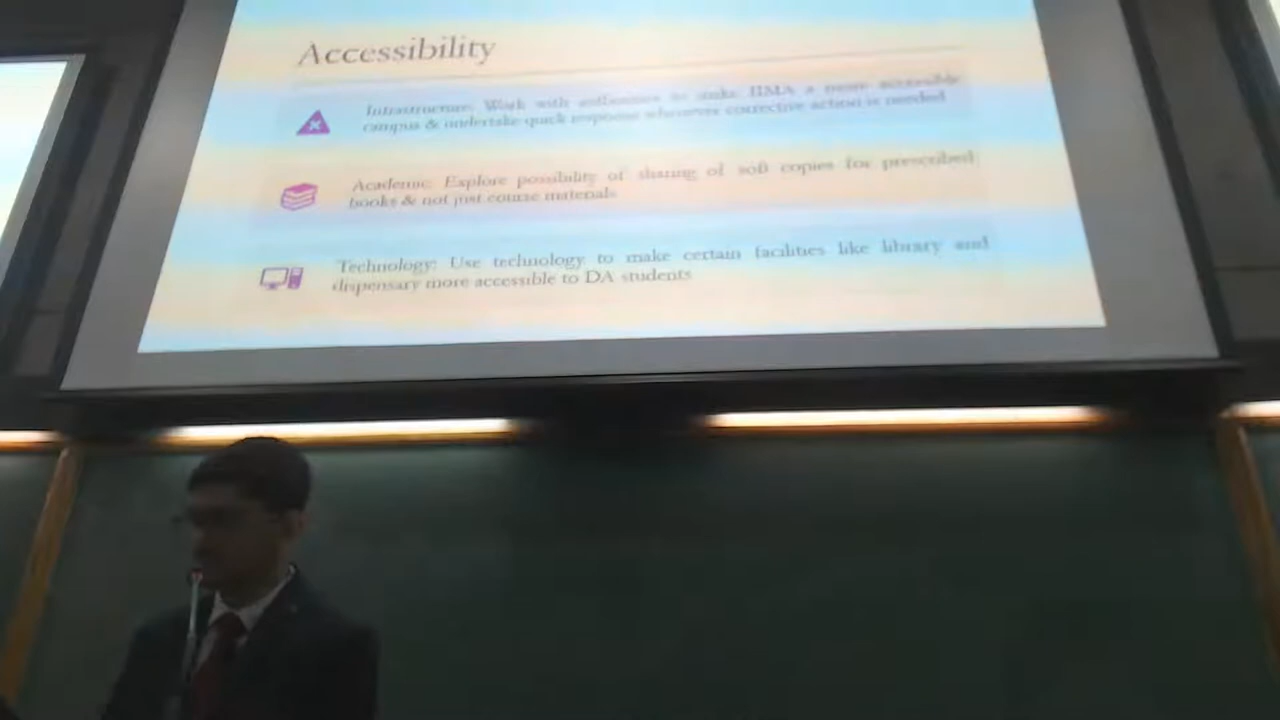 Accessibility
Infrastructure: Work with authorities to make IIMA a more accessible
campus & undertake quick response whenever corrective action is needed
Academic: Explore possibility of sharing of soft copies for prescribed
books & not just course materials
Technology: Use technology to make certain facilities like library and
dispensary more accessible to DA students